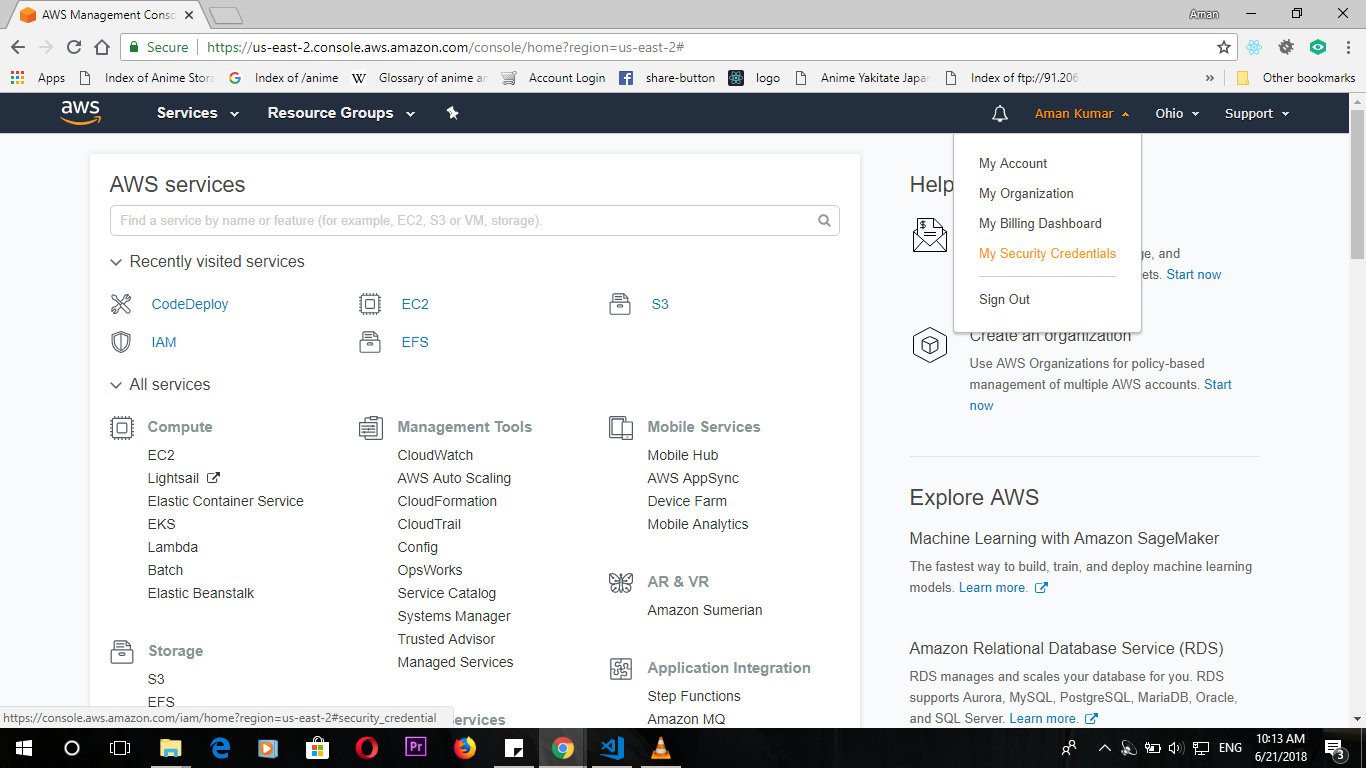 AWS Management Conso
Aman
Secure
https://us-east-2.console.aws.amazon.com/console/home?region=us-east-2#
Apps
Index of Anime Stora
Index of /anime
Glossary of anime an
Account Login
share-button
logo
Anime Yakitate Japan
Index of ftp://91.206
»
Other bookmarks
aws
Services
Resource Groups
Aman Kumar
Ohio
Support
My Account
My Organization
My Billing Dashboard
My Security Credentials
Sign Out
AWS services
Find a service by name or feature (for example, EC2, S3 or VM, storage).
Recently visited services
CodeDeploy
EC2
S3
IAM
EFS
All services
Compute
EC2
Lightsail
Elastic Container Service
EKS
Lambda
Batch
Elastic Beanstalk
Storage
S3
EFS
Management Tools
CloudWatch
AWS Auto Scaling
CloudFormation
CloudTrail
Config
OpsWorks
Service Catalog
Systems Manager
Trusted Advisor
Managed Services
Services
Mobile Services
Mobile Hub
AWS AppSync
Device Farm
Mobile Analytics
AR & VR
Amazon Sumerian
Application Integration
Step Functions
Amazon MQ
Help
ge, and
ets. Start now
Create an organization
Use AWS Organizations for policy-based
management of multiple AWS accounts. Start
now
Explore AWS
Machine Learning with Amazon SageMaker
The fastest way to build, train, and deploy machine learning
models. Learn more.
Amazon Relational Database Service (RDS)
RDS manages and scales your database for you. RDS
supports Aurora, MySQL, PostgreSQL, MariaDB, Oracle,
and SQL Server. Learn more.
https://console.aws.amazon.com/iam/home?region=us-east-2#security_credential
Pr
ENG
10:13 AM
6/21/2018
3